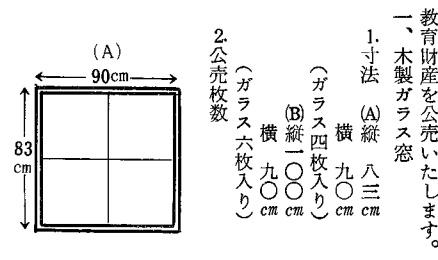 教育財産を公売いたします。
一、木製ガラス窓
1.寸法 (A)縦 八三cm
横 九〇cm
(ガラス四枚入り)
(B)縦一〇〇cm
横 九〇cm
(ガラス六枚入り)
2.公売枚数
(A)
90cm
83
cm